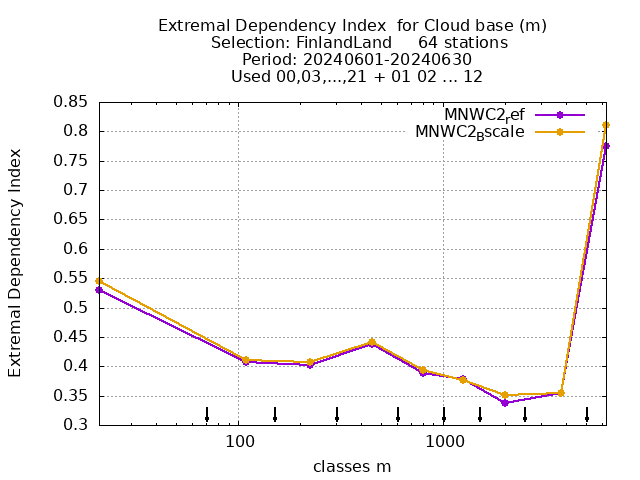 Extremal Dependency Index  for Cloud base (m)
Selection: FinlandLand     64 stations
Period: 20240601-20240630
Used 00,03,...,21 + 01 02 ... 12
MNWC2ref
MNWC2Bscale
Extremal Dependency Index
0.85
0.8
0.75
0.7
0.65
0.6
0.55
0.5
0.45
0.4
0.35
0.3
100
1000
classes m